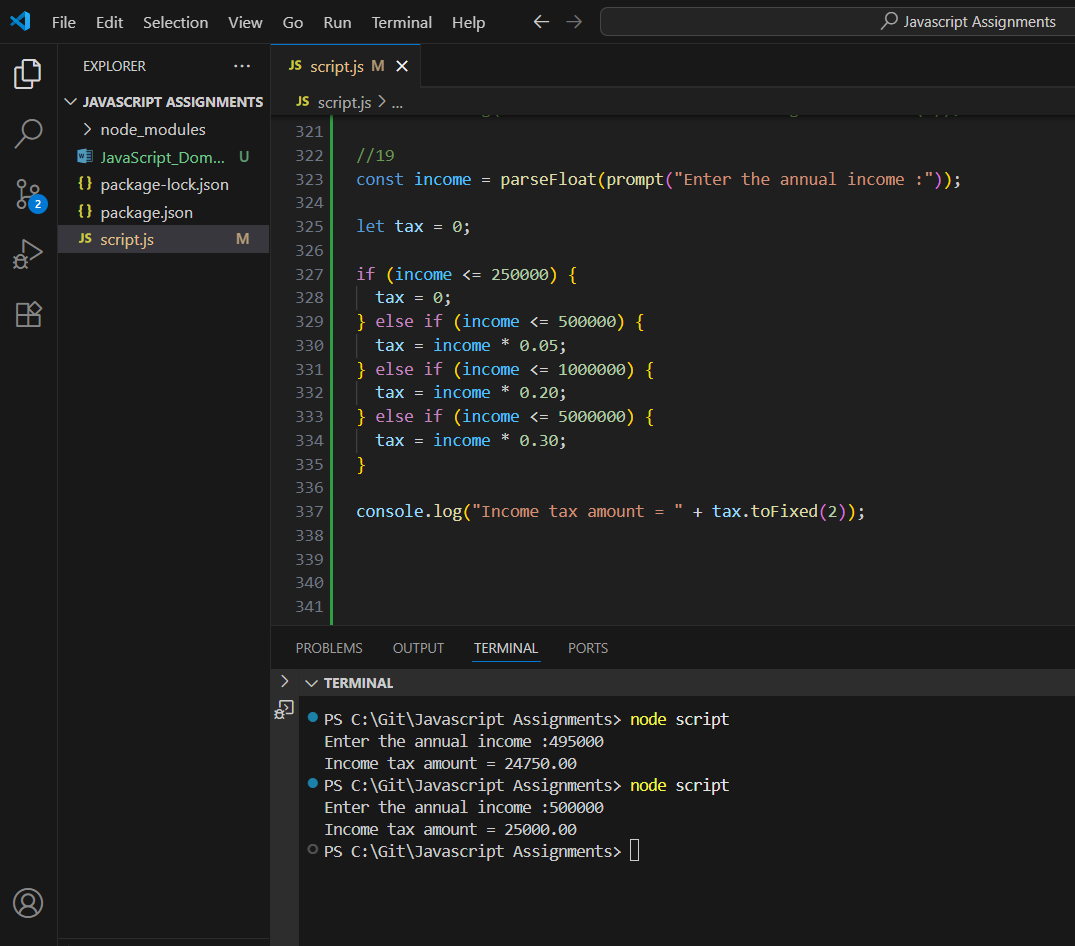 File Edit Selection View Go Run Terminal Help Javascript Assignments
EXPLORER ...
JAVASCRIPT ASSIGNMENTS
node_modules
JavaScript_Dom... U
{} package-lock.json
{} package.json
JS script.js M
2
JS script.js M
JS script.js > ...
321
322 //19
323 const income = parseFloat(prompt("Enter the annual income :"));
324
325 let tax = 0;
326
327 if (income <= 250000) {
328 tax = 0;
329 } else if (income <= 500000) {
330 tax = income * 0.05;
331 } else if (income <= 1000000) {
332 tax = income * 0.20;
333 } else if (income <= 5000000) {
334 tax = income * 0.30;
335 }
336
337 console.log("Income tax amount = " + tax.toFixed(2));
338
339
340
341
PROBLEMS OUTPUT TERMINAL PORTS
TERMINAL
PS C:\Git\Javascript Assignments> node script
Enter the annual income :495000
Income tax amount = 24750.00
PS C:\Git\Javascript Assignments> node script
Enter the annual income :500000
Income tax amount = 25000.00
PS C:\Git\Javascript Assignments>